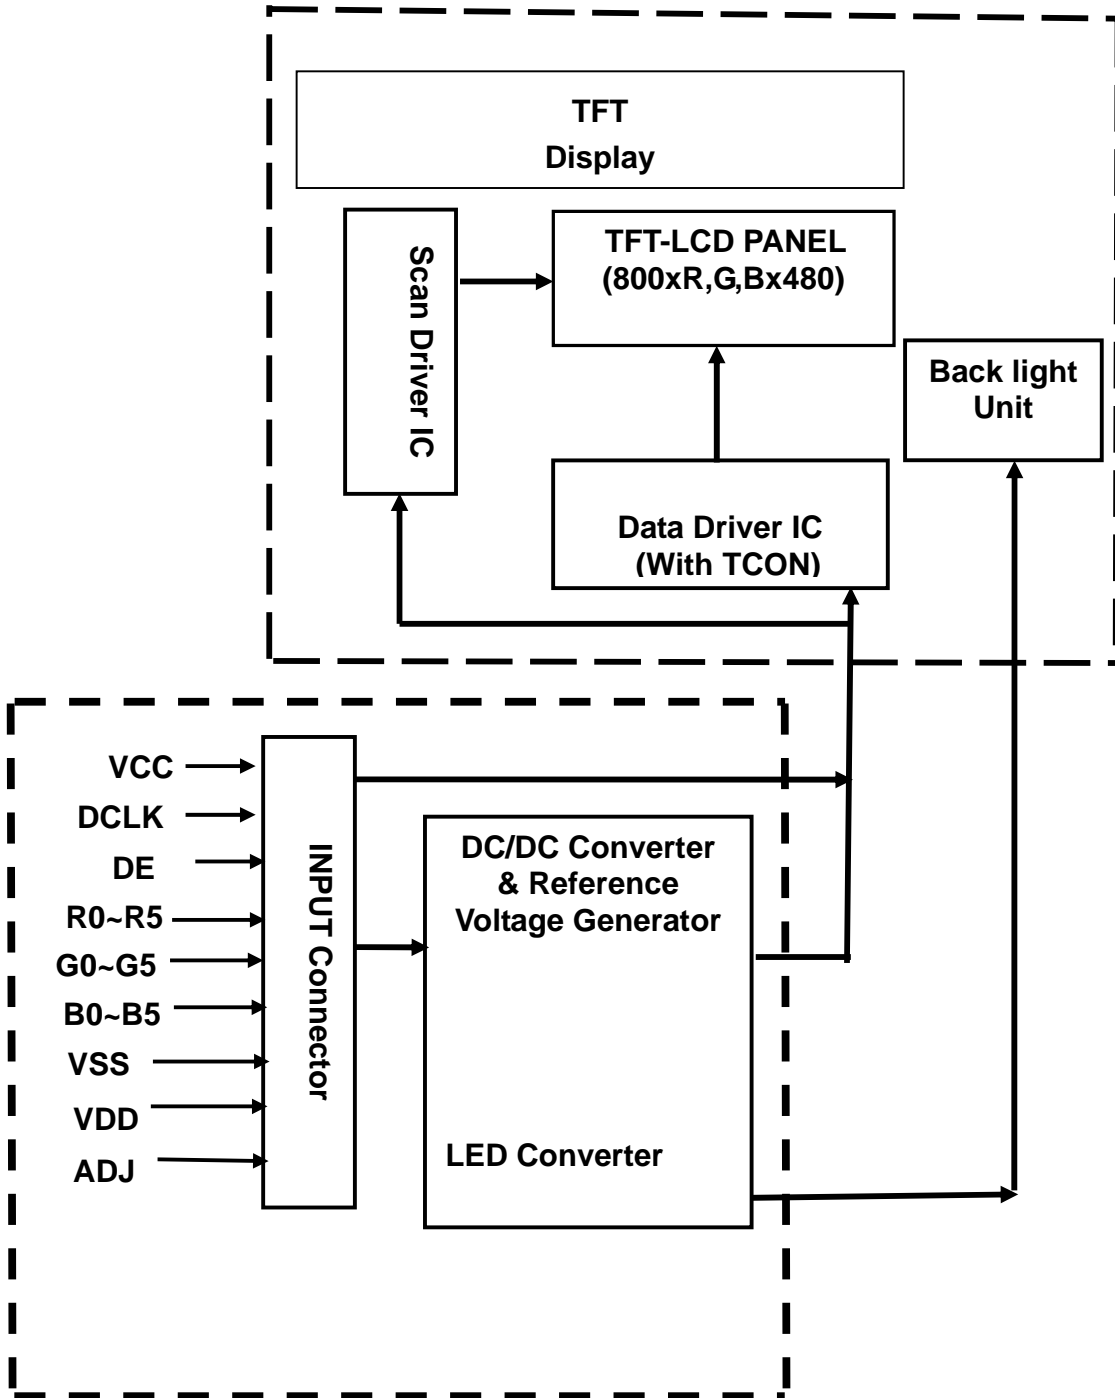 TFT
Display
Scan Driver IC
TFT-LCD PANEL
(800xR,G,Bx480)
Back light
Unit
Data Driver IC
(With TCON)
VCC
DCLK
DE
R0~R5
G0~G5
B0~B5
VSS
VDD
ADJ
INPUT Connector
DC/DC Converter
& Reference
Voltage Generator
LED Converter